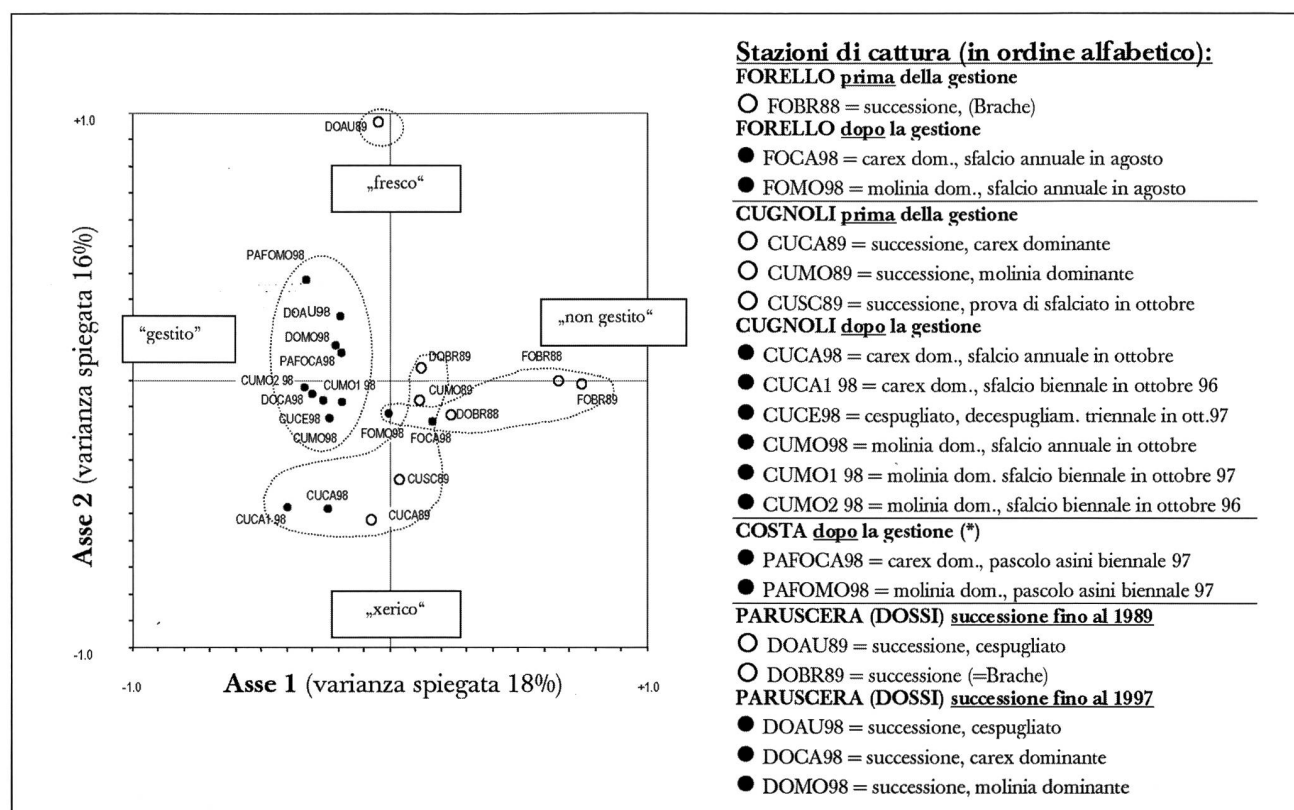 +1.0
DOAU89
„fresco“
PAFOMO98
DOAU98
DOMO98
PAFOCA98
"gestito"
„non gestito“
DOBR89
FOBR88
CUMO2 98
CUMO1 98
CUMO89
FOBR89
DOCA98
DOBR88
CUCE98
CUMO98
FOMO98
FOCA98
CUSC89
CUCA98
CUCA1 98
CUCA89
„xerico“
-1.0
-1.0
+1.0
Asse 1 (varianza spiegata 18%)
Asse 2 (varianza spiegata 16%)
Stazioni di cattura (in ordine alfabetico):
FORELLO prima della gestione
FOBR88 = successione, (Brache)
FORELLO dopo la gestione
FOCA98 = carex dom., sfalcio annuale in agosto
FOMO98 = molinia dom., sfalcio annuale in agosto
CUGNOLI prima della gestione
CUCA89 = successione, carex dominante
CUMO89 = successione, molinia dominante
CUSC89 = successione, prova di sfalciato in ottobre
CUGNOLI dopo la gestione
CUCA98 = carex dom., sfalcio annuale in ottobre
CUCA1 98 = carex dom., sfalcio biennale in ottobre 96
CUCE98 = cespugliato, decespugliam. triennale in ott.97
CUMO98 = molinia dom., sfalcio annuale in ottobre
CUMO1 98 = molinia dom. sfalcio biennale in ottobre 97
CUMO2 98 = molinia dom., sfalcio biennale in ottobre 96
COSTA dopo la gestione (*)
PAFOCA98 = carex dom., pascolo asini biennale 97
PAFOMO98 = molinia dom., pascolo asini biennale 97
PARUSCERA (DOSSI) successione fino al 1989
DOAU89 = successione, cespugliato
DOBR89 = successione (=Brache)
PARUSCERA (DOSSI) successione fino al 1997
DOAU98 = successione, cespugliato
DOCA98 = successione, carex dominante
DOMO98 = successione, molinia dominante